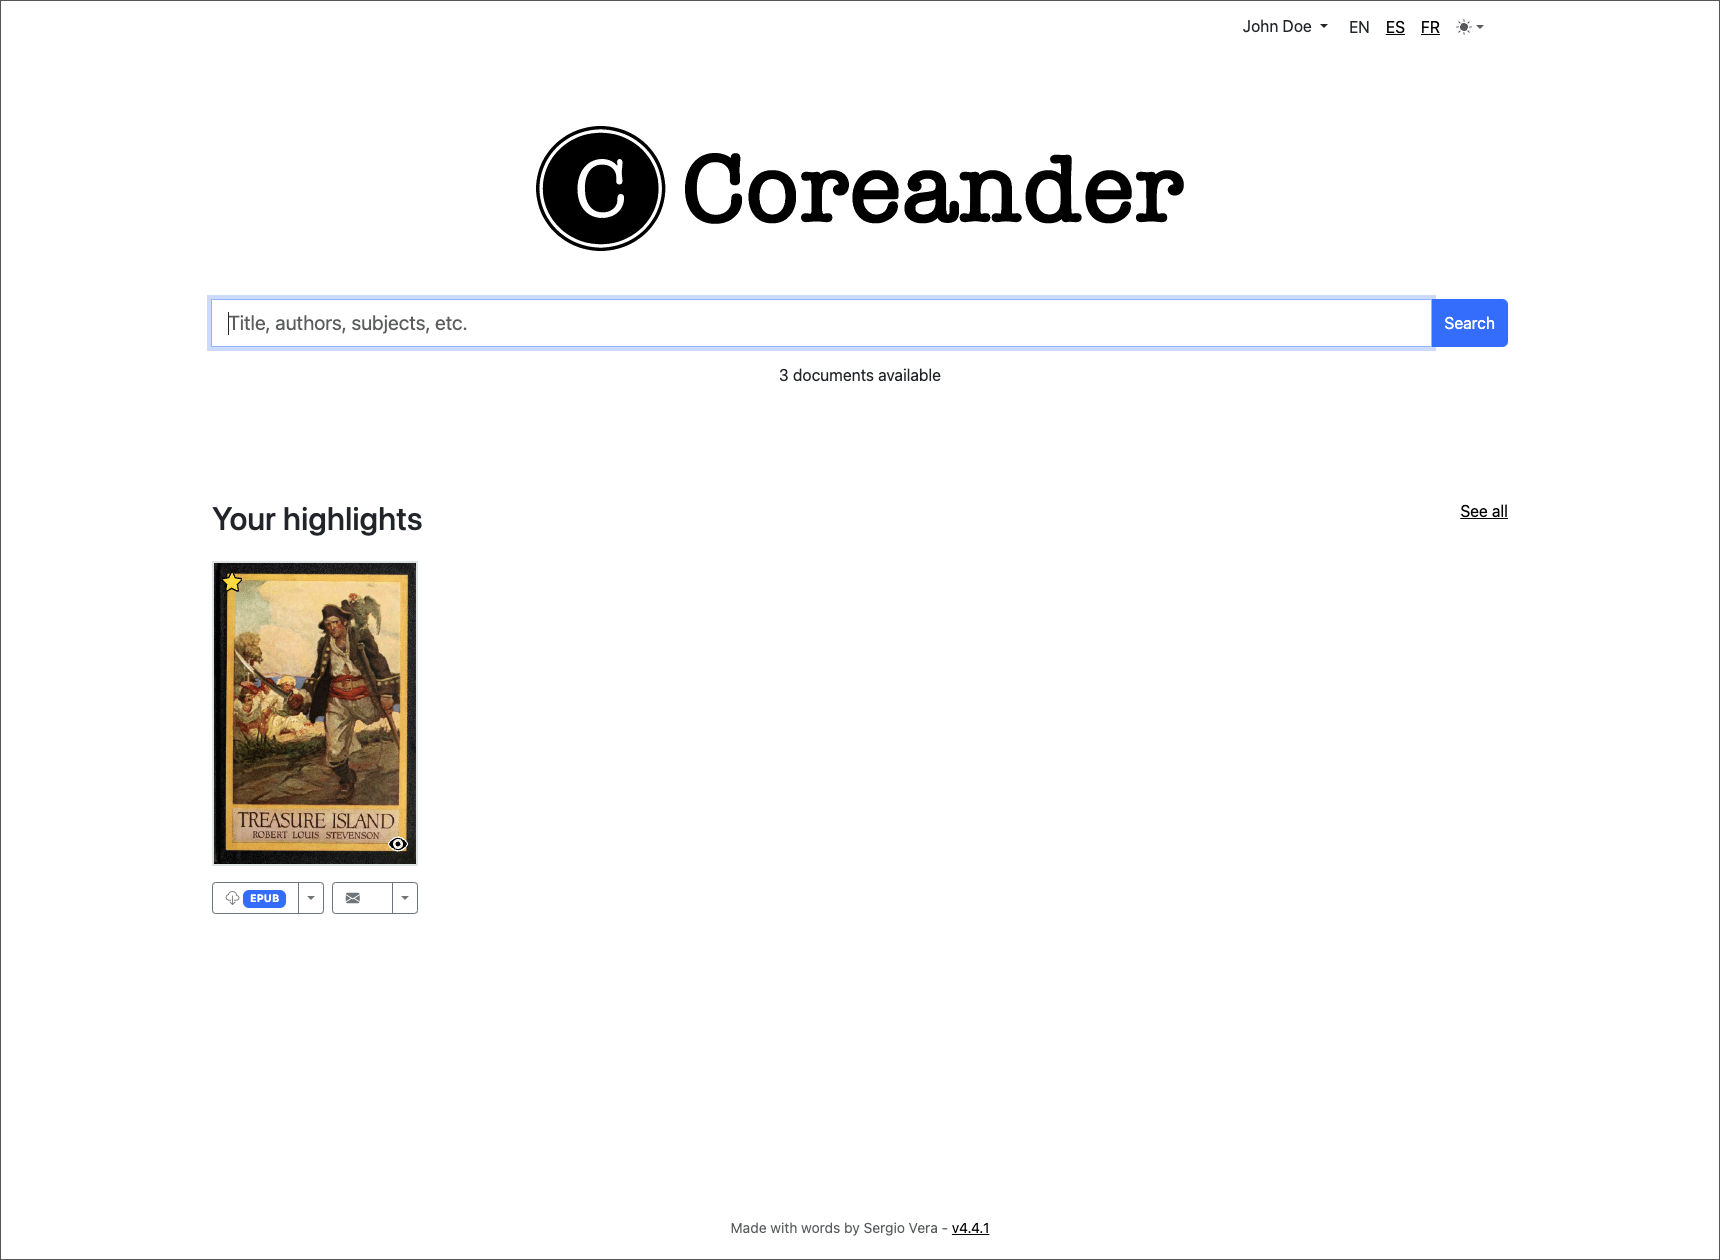 John Doe EN ES FR
C Coreander
Title, authors, subjects, etc. Search
3 documents available
Your highlights See all
TREASURE ISLAND
ROBERT LOUIS STEVENSON
EPUB
Made with words by Sergio Vera - v4.4.1